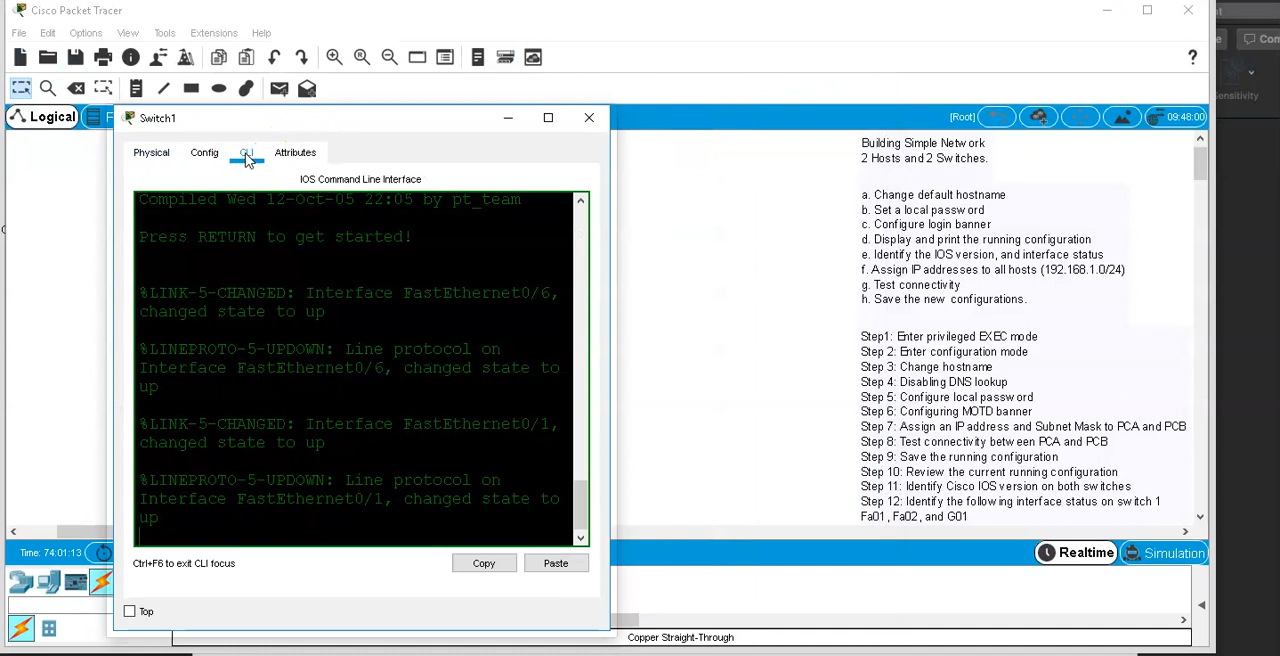 Cisco Packet Tracer
File Edit Options View Tools Extensions Help
?
Logical
[Root]
09:48:00
Switch1
Physical Config CLI Attributes
IOS Command Line Interface
Compiled Wed 12-Oct-05 22:05 by pt_team
Press RETURN to get started!
%LINK-5-CHANGED: Interface FastEthernet0/6,
changed state to up
%LINEPROTO-5-UPDOWN: Line protocol on
Interface FastEthernet0/6, changed state to
up
%LINK-5-CHANGED: Interface FastEthernet0/1,
changed state to up
%LINEPROTO-5-UPDOWN: Line protocol on
Interface FastEthernet0/1, changed state to
up
Ctrl+F6 to exit CLI focus
Copy Paste
Top
Building Simple Network
2 Hosts and 2 Switches.
a. Change default hostname
b. Set a local password
c. Configure login banner
d. Display and print the running configuration
e. Identify the IOS version, and interface status
f. Assign IP addresses to all hosts (192.168.1.0/24)
g. Test connectivity
h. Save the new configurations.
Step1: Enter privileged EXEC mode
Step 2: Enter configuration mode
Step 3: Change hostname
Step 4: Disabling DNS lookup
Step 5: Configure local password
Step 6: Configuring MOTD banner
Step 7: Assign an IP address and Subnet Mask to PCA and PCB
Step 8: Test connectivity between PCA and PCB
Step 9: Save the running configuration
Step 10: Review the current running configuration
Step 11: Identify Cisco IOS version on both switches
Step 12: Identify the following interface status on switch 1
Fa01, Fa02, and G01
Time: 74:01:13
Realtime Simulation
Copper Straight-Through